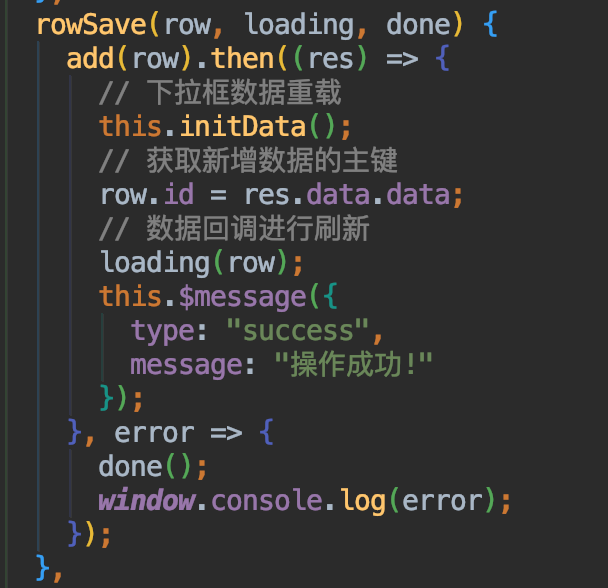 },
rowSave(row, loading, done) {
add(row).then((res) => {
// 下拉框数据重载
this.initData();
// 获取新增数据的主键
row.id = res.data.data;
// 数据回调进行刷新
loading(row);
this.$message({
type: "success",
message: "操作成功!"
});
}, error => {
done();
window.console.log(error);
});
},